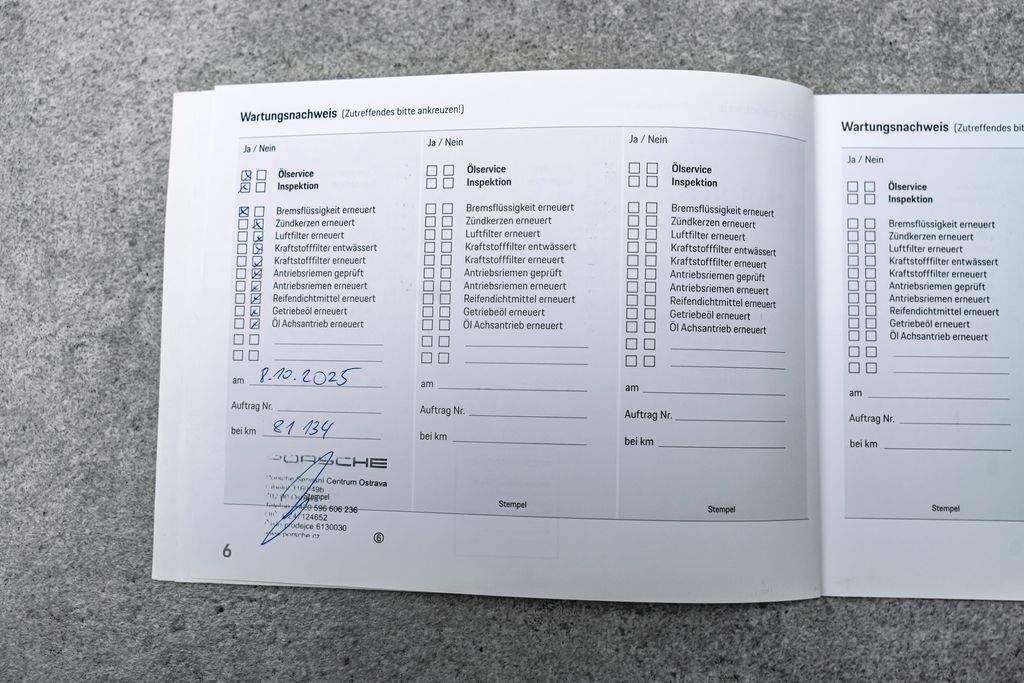 Wartungsnachweis (Zutreffendes bitte ankreuzen!)
Ja / Nein
Ölservice
Inspektion
Bremsflüssigkeit erneuert
Zündkerzen erneuert
Luftfilter erneuert
Kraftstofffilter entwässert
Kraftstofffilter erneuert
Antriebsriemen geprüft
Antriebsriemen erneuert
Reifendichtmittel erneuert
Getriebeöl erneuert
Öl Achsantrieb erneuert
am 8.10.2025
Auftrag Nr.
bei km 81 134
PORSCHE
Centrum Ostrava
Stempel
596 606 236
prodejce 6130030
6
6
Ja / Nein
Ölservice
Inspektion
Bremsflüssigkeit erneuert
Zündkerzen erneuert
Luftfilter erneuert
Kraftstofffilter entwässert
Kraftstofffilter erneuert
Antriebsriemen geprüft
Antriebsriemen erneuert
Reifendichtmittel erneuert
Getriebeöl erneuert
Öl Achsantrieb erneuert
am
Auftrag Nr.
bei km
Stempel
Ja / Nein
Ölservice
Inspektion
Bremsflüssigkeit erneuert
Zündkerzen erneuert
Luftfilter erneuert
Kraftstofffilter entwässert
Kraftstofffilter erneuert
Antriebsriemen geprüft
Antriebsriemen erneuert
Reifendichtmittel erneuert
Getriebeöl erneuert
Öl Achsantrieb erneuert
am
Auftrag Nr.
bei km
Stempel
Wartungsnachweis (Zutreffendes bit
Ja / Nein
Ölservice
Inspektion
Bremsflüssigkeit erneuert
Zündkerzen erneuert
Luftfilter erneuert
Kraftstofffilter entwässert
Kraftstofffilter erneuert
Antriebsriemen geprüft
Antriebsriemen erneuert
Reifendichtmittel erneuert
Getriebeöl erneuert
Öl Achsantrieb erneuert
am
Auftrag Nr.
bei km
Stempel